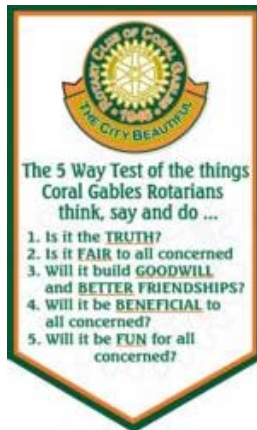 ROTARY CLUB OF CORAL GABLES
THE CITY BEAUTIFUL
The 5 Way Test of the things
Coral Gables Rotarians
think, say and do ...
1. Is it the TRUTH?
2. Is it FAIR to all concerned
3. Will it build GOODWILL
and BETTER FRIENDSHIPS?
4. Will it be BENEFICIAL to
all concerned?
5. Will it be FUN for all
concerned?